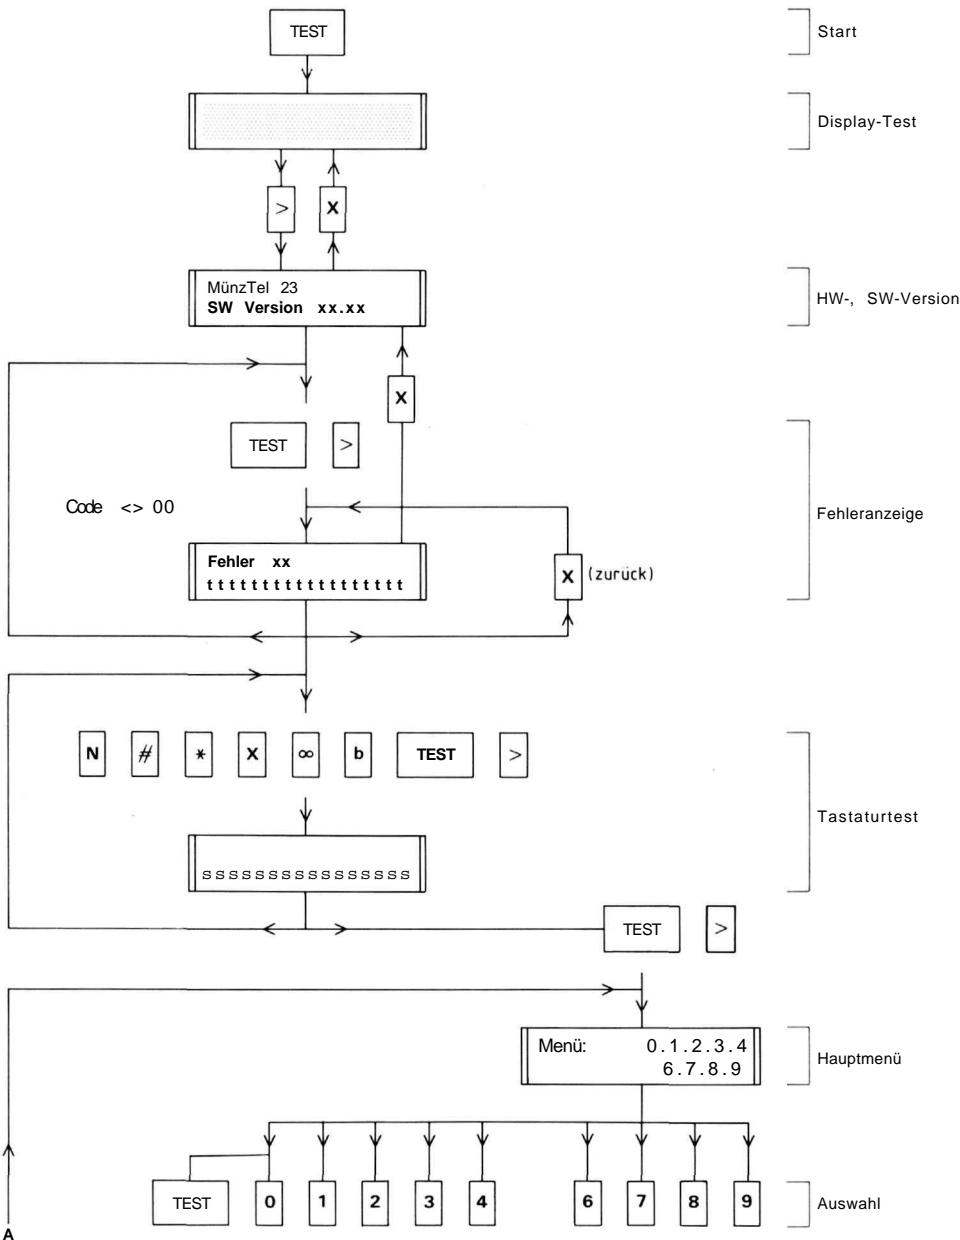 TEST
Start
Display-Test
> X
MünzTel 23
SW Version xx.xx
HW-, SW-Version
X
TEST >
Code <> 00
Fehleranzeige
Fehler xx
tttttttttttttttttt
X (zurück)
N # * X ∞ b TEST >
Tastaturtest
ssssssssssssssss
TEST >
Menü: 0.1.2.3.4
6.7.8.9
Hauptmenü
TEST 0 1 2 3 4 6 7 8 9
Auswahl
A